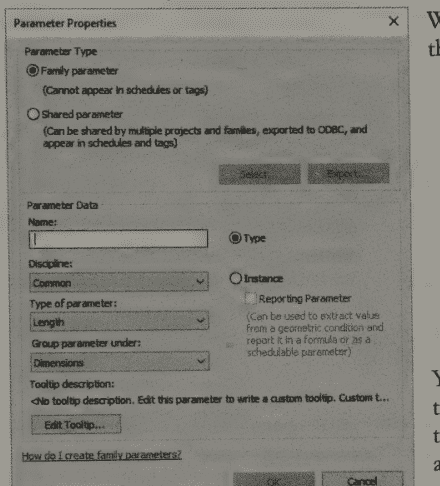 Parameter Properties
Parameter Type
Family parameter
(Cannot appear in schedules or tags)
Shared parameter
(Can be shared by multiple projects and families, exported to ODBC, and
appear in schedules and tags)
Select... Export...
Parameter Data
Name:
Type
Discipline:
Common
Instance
Reporting Parameter
(Can be used to extract value
from a geometric condition and
report it in a formula or as a
schedulable parameter)
Type of parameter:
Length
Group parameter under:
Dimensions
Tooltip description:
<No tooltip description. Edit this parameter to write a custom tooltip. Custom t...
Edit Tooltip...
How do I create family parameters?
OK Cancel